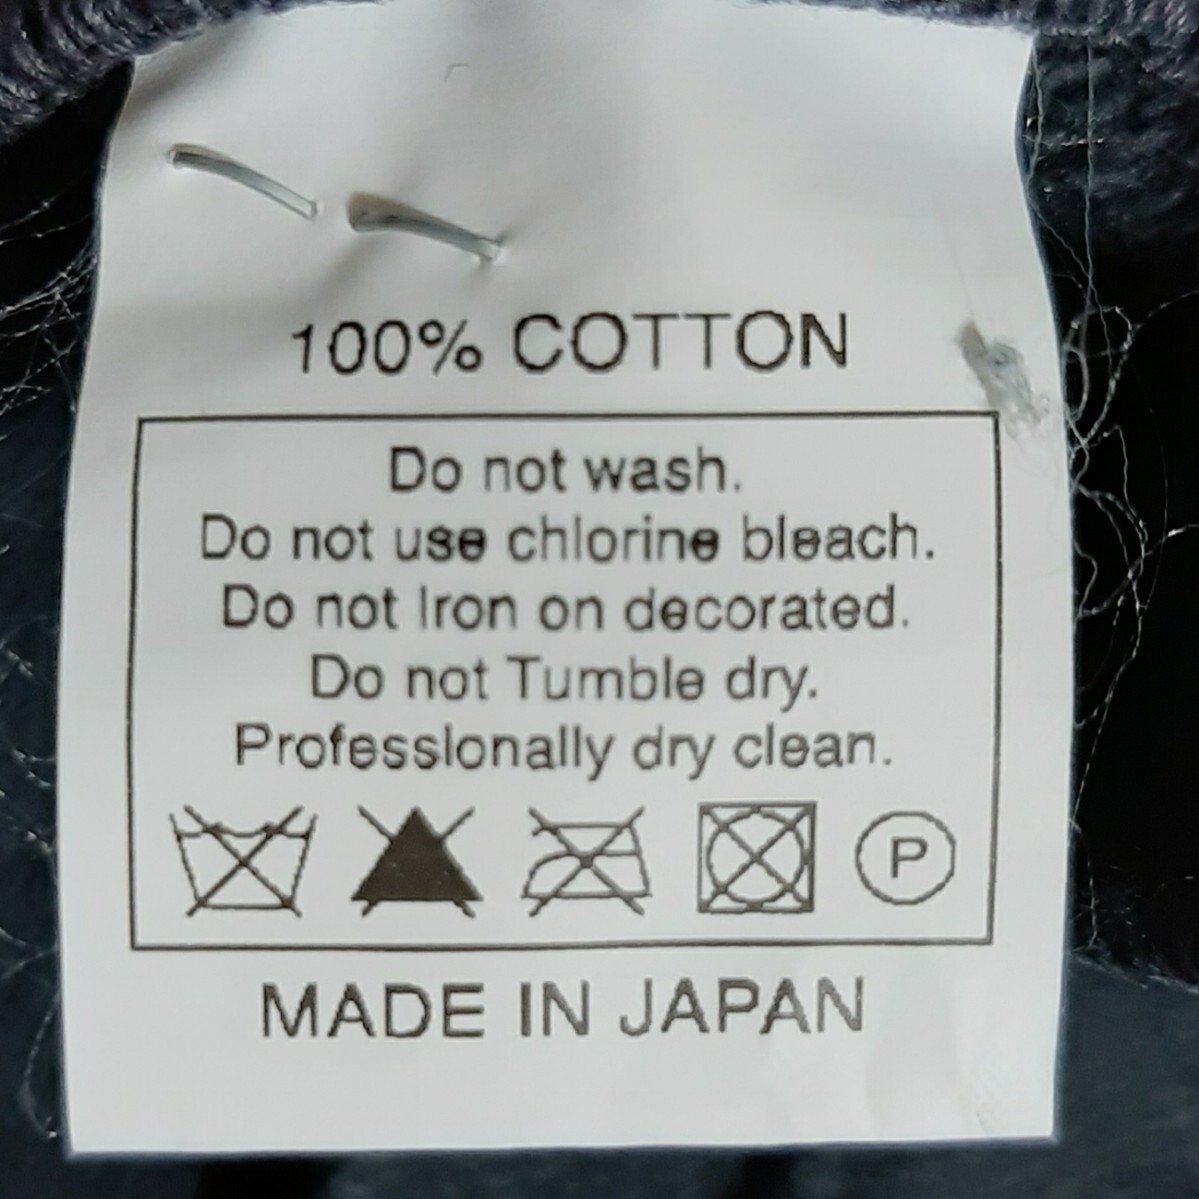 100% COTTON
Do not wash.
Do not use chlorine bleach.
Do not Iron on decorated.
Do not Tumble dry.
Professionally dry clean.
P
MADE IN JAPAN